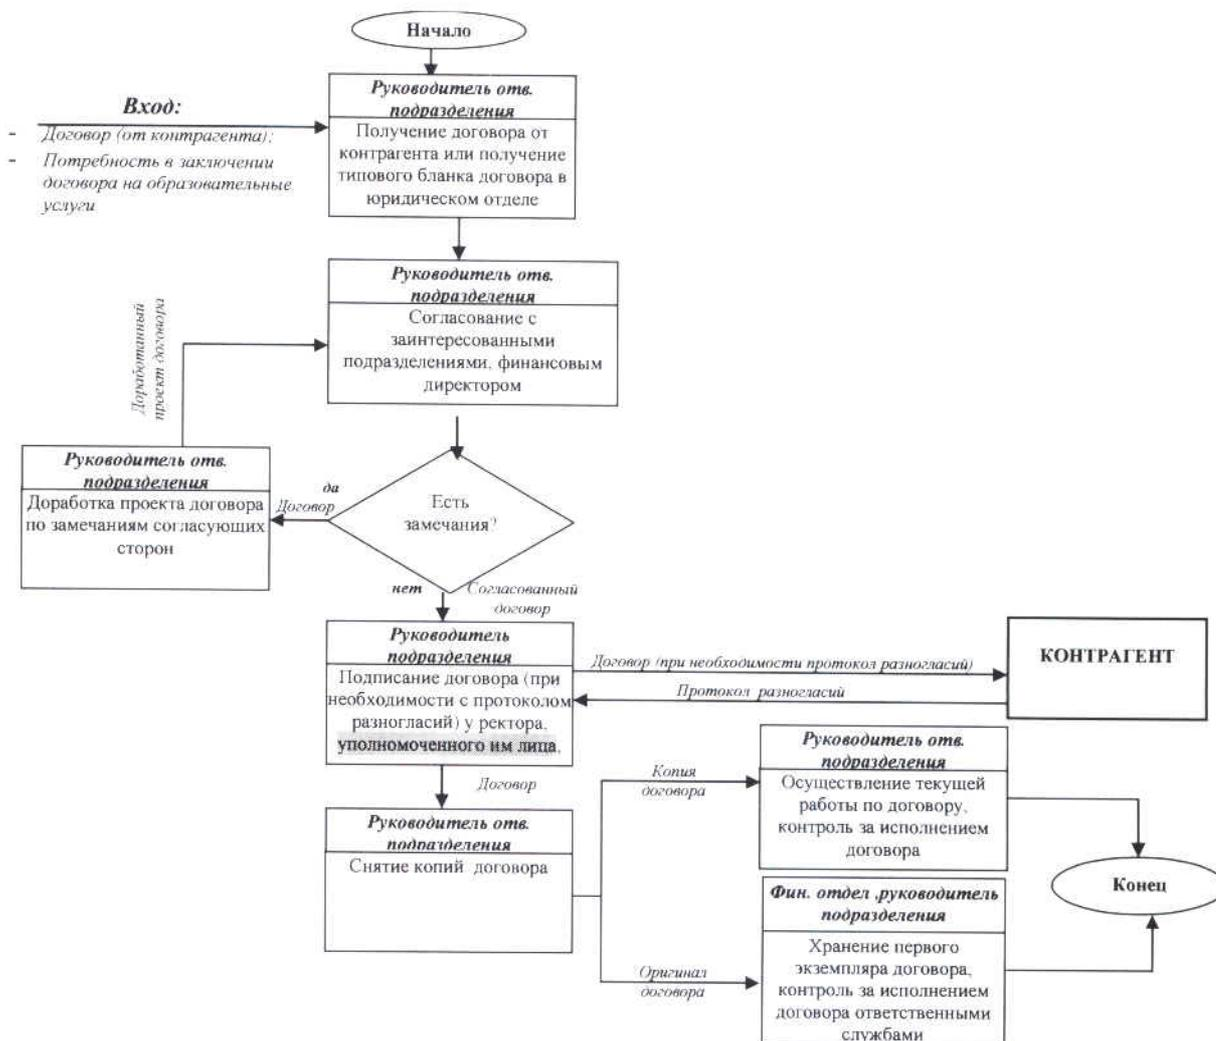 Начало
Руководитель отв.
подразделения
Вход:
- Договор (от контрагента);
- Потребность в заключении
договора на образовательные
услуги
Получение договора от
контрагента или получение
типового бланка договора в
юридическом отделе
Руководитель отв.
подразделения
Согласование с
заинтересованными
подразделениями, финансовым
директором
Доработанный
проект договора
Руководитель отв.
подразделения
Доработка проекта договора
по замечаниям согласующих
сторон
да
Договор
Есть
замечания?
нет
Согласованный
договор
Руководитель
подразделения
Подписание договора (при
необходимости с протоколом
разногласий) у ректора,
уполномоченного им лица,
Договор (при необходимости протокол разногласий)
Протокол разногласий
КОНТРАГЕНТ
Договор
Руководитель отв.
подразделения
Снятие копий договора
Копия
договора
Руководитель отв.
подразделения
Осуществление текущей
работы по договору,
контроль за исполнением
договора
Конец
Оригинал
договора
Фин. отдел ,руководитель
подразделения
Хранение первого
экземпляра договора,
контроль за исполнением
договора ответственными
службами